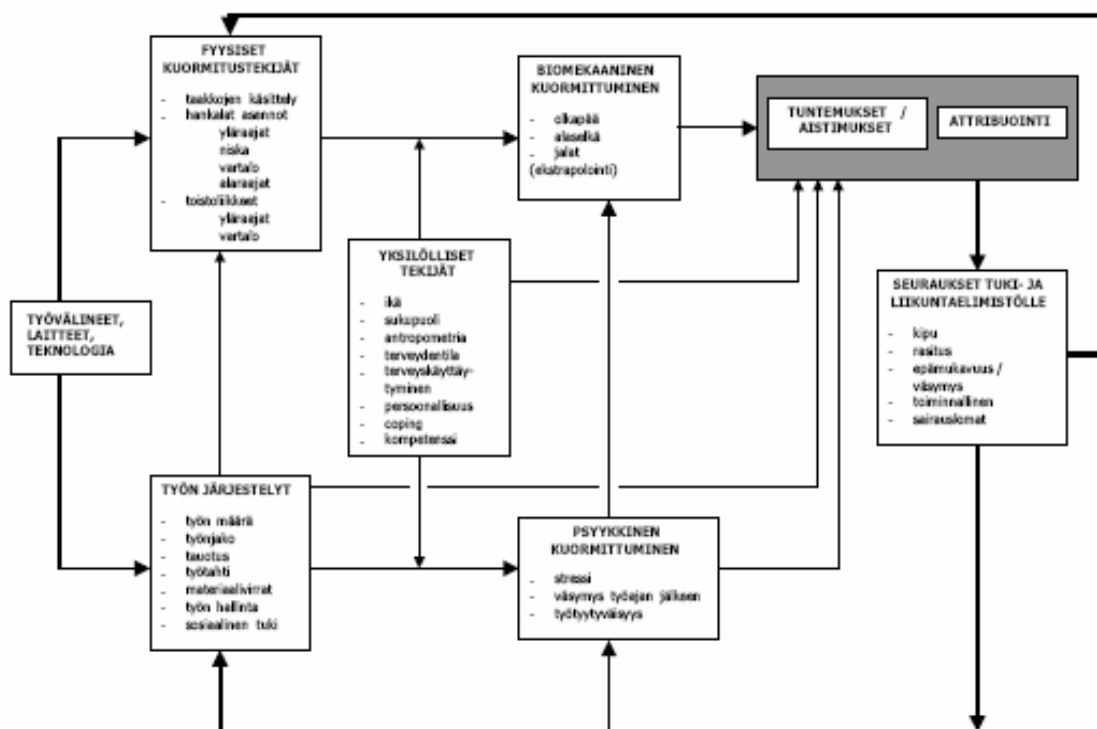 FYYSISET
KUORMITUSTEKIJÄT
- taakkojen käsittely
- hankalat asennot
yläraajat
niska
vartalo
alaraajat
- toistoliikkeet
yläraajat
vartalo
BIOMEKAANINEN
KUORMITTUMINEN
- olkapää
- alaselkä
- jalat
(ekstrapolointi)
TUNTEMUKSET /
AISTIMUKSET
ATTRIBUOINTI
YKSILÖLLISET
TEKIJÄT
- ikä
- sukupuoli
- antropometria
- terveydentila
- terveyskäyttäy-
tyminen
- persoonallisuus
- coping
- kompetenssi
SEURAUKSET TUKI- JA
LIIKUNTAELIMISTÖLLE
- kipu
- rasitus
- epämukavuus /
väsymys
- toiminnallinen
- sairauslomat
TYÖVÄLINEET,
LAITTEET,
TEKNOLOGIA
TYÖN JÄRJESTELYT
- työn määrä
- työnjako
- tauotus
- työtahti
- materiaalivirrat
- työn hallinta
- sosiaalinen tuki
PSYYKKINEN
KUORMITTUMINEN
- stressi
- väsymys työajan jälkeen
- työtyytyväisyys